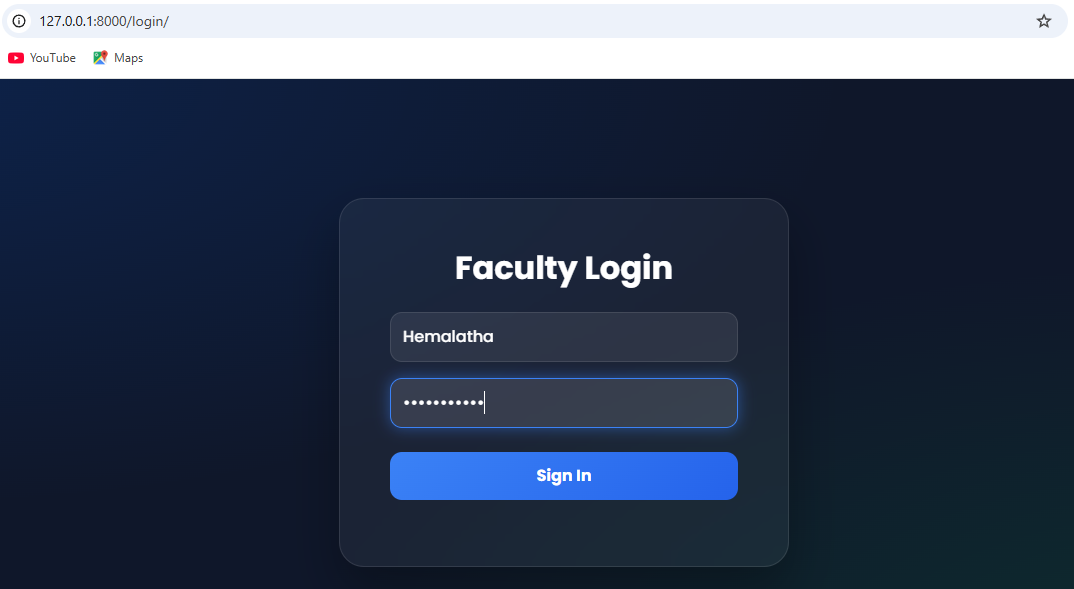 127.0.0.1:8000/login/
YouTube Maps
Faculty Login
Hemalatha
•••••••••••
Sign In